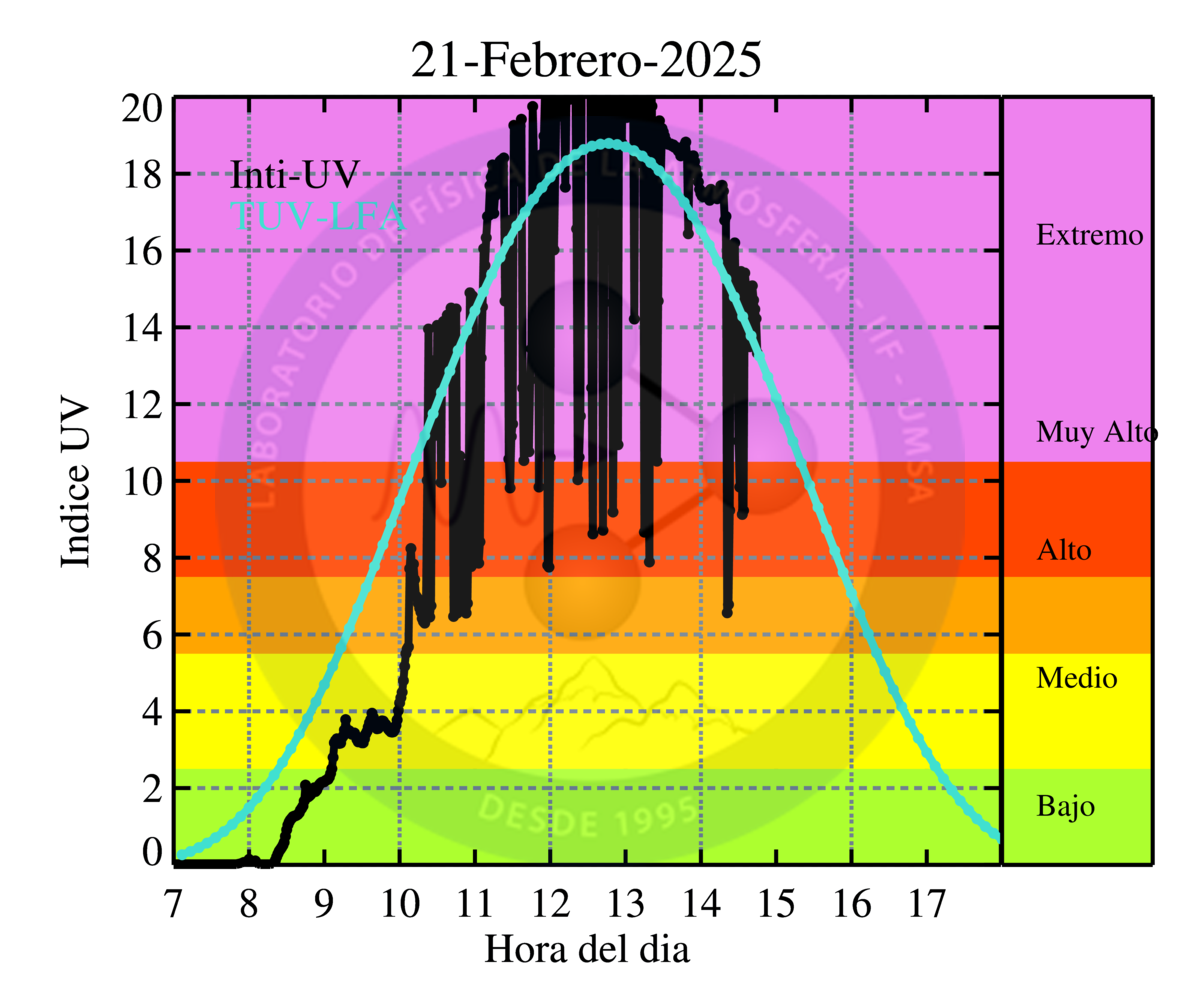 21-Febrero-2025
Inti-UV
TUV-LFA
Indice UV
20
18
16
14
12
10
8
6
4
2
0
Extremo
Muy Alto
Alto
Medio
Bajo
LABORATORIO DE FÍSICA DE LA ATMÓSFERA - IIF - UMSA
DESDE 1995
7 8 9 10 11 12 13 14 15 16 17
Hora del dia